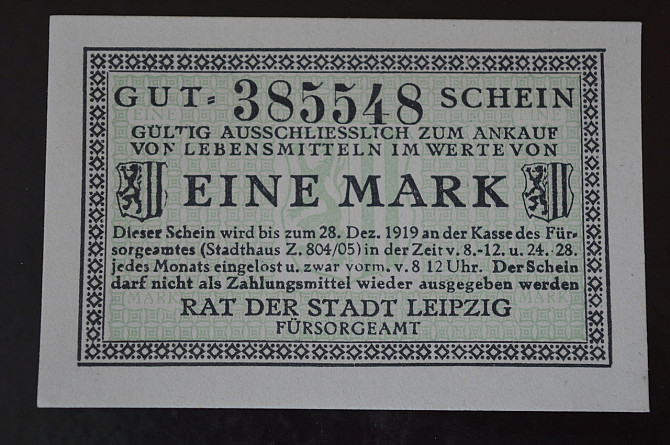 GUT= 385548 SCHEIN
GÜLTIG AUSSCHLIESSLICH ZUM ANKAUF
VON LEBENSMITTELN IM WERTE VON
EINE MARK
Dieser Schein wird bis zum 28. Dez. 1919 an der Kasse des Für-
sorgeamtes (Stadthaus Z. 804/05) in der Zeit v. 8.-12. u. 24.-28.
jedes Monats eingelost u. zwar vorm. v. 8 12 Uhr. Der Schein
darf nicht als Zahlungsmittel wieder ausgegeben werden
RAT DER STADT LEIPZIG
FÜRSORGEAMT